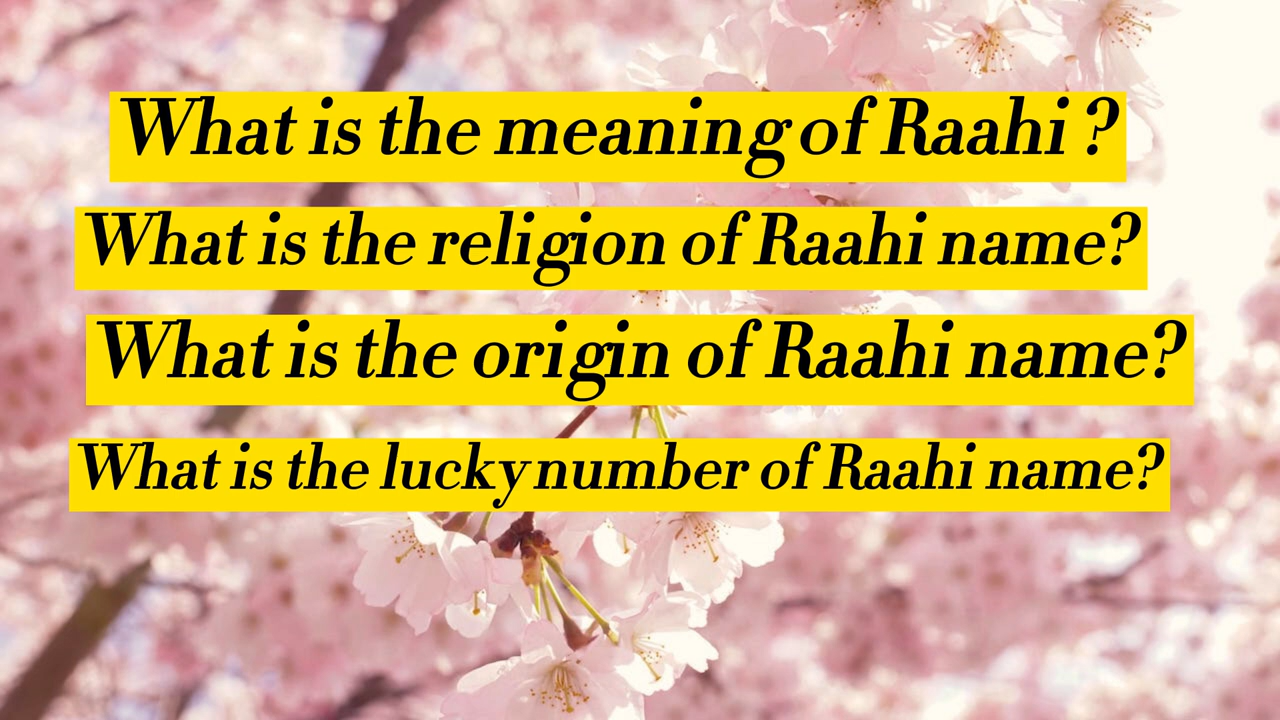 What is the meaning of Raahi ?
What is the religion of Raahi name?
What is the origin of Raahi name?
What is the lucky number of Raahi name?